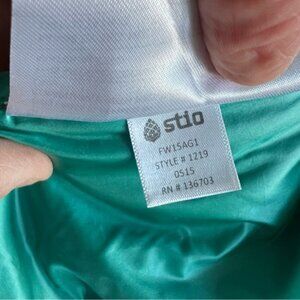 stio
FW15AG1
STYLE # 1219
0515
RN # 136703